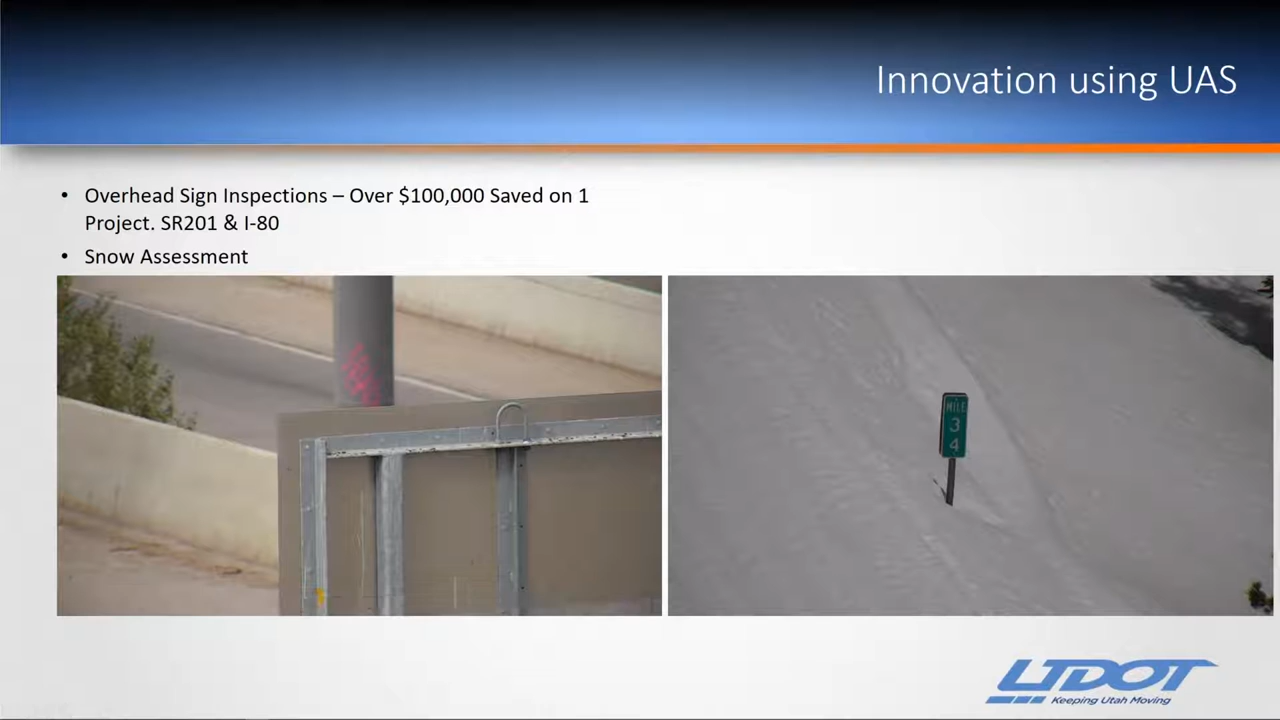 Innovation using UAS
• Overhead Sign Inspections – Over $100,000 Saved on 1
Project. SR201 & I-80
• Snow Assessment
MILE
3
4
UDOT
Keeping Utah Moving